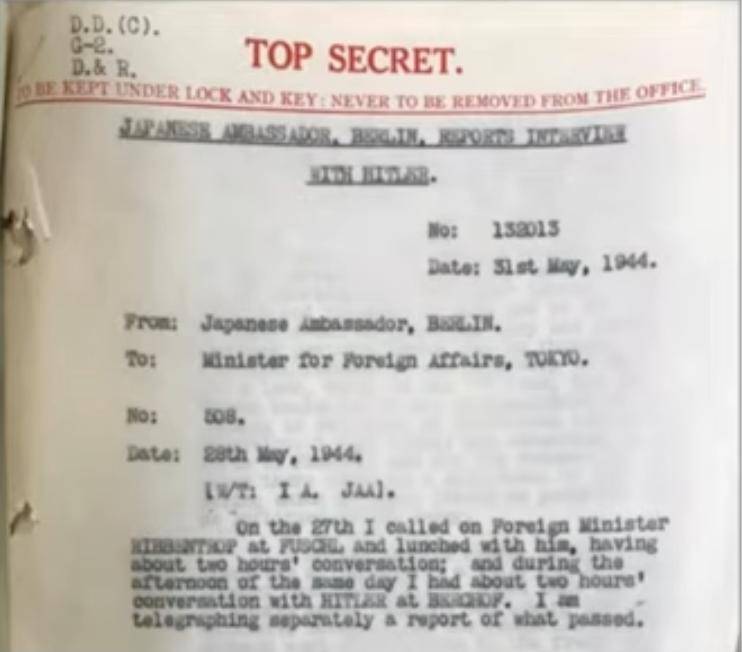 D.D.(C).
G-2.
D.& R.
TOP SECRET.
TO BE KEPT UNDER LOCK AND KEY: NEVER TO BE REMOVED FROM THE OFFICE.
JAPANESE AMBASSADOR, BERLIN, REPORTS INTERVIEW
WITH HITLER.
No: 132013
Date: 31st May, 1944.
From: Japanese Ambassador, BERLIN.
To: Minister for Foreign Affairs, TOKYO.
No: 508.
Date: 28th May, 1944.
[W/T: I A. JAA].
On the 27th I called on Foreign Minister
RIBBENTROP at FUSCHL and lunched with him, having
about two hours' conversation; and during the
afternoon of the same day I had about two hours'
conversation with HITLER at BERGHOF. I am
telegraphing separately a report of what passed.